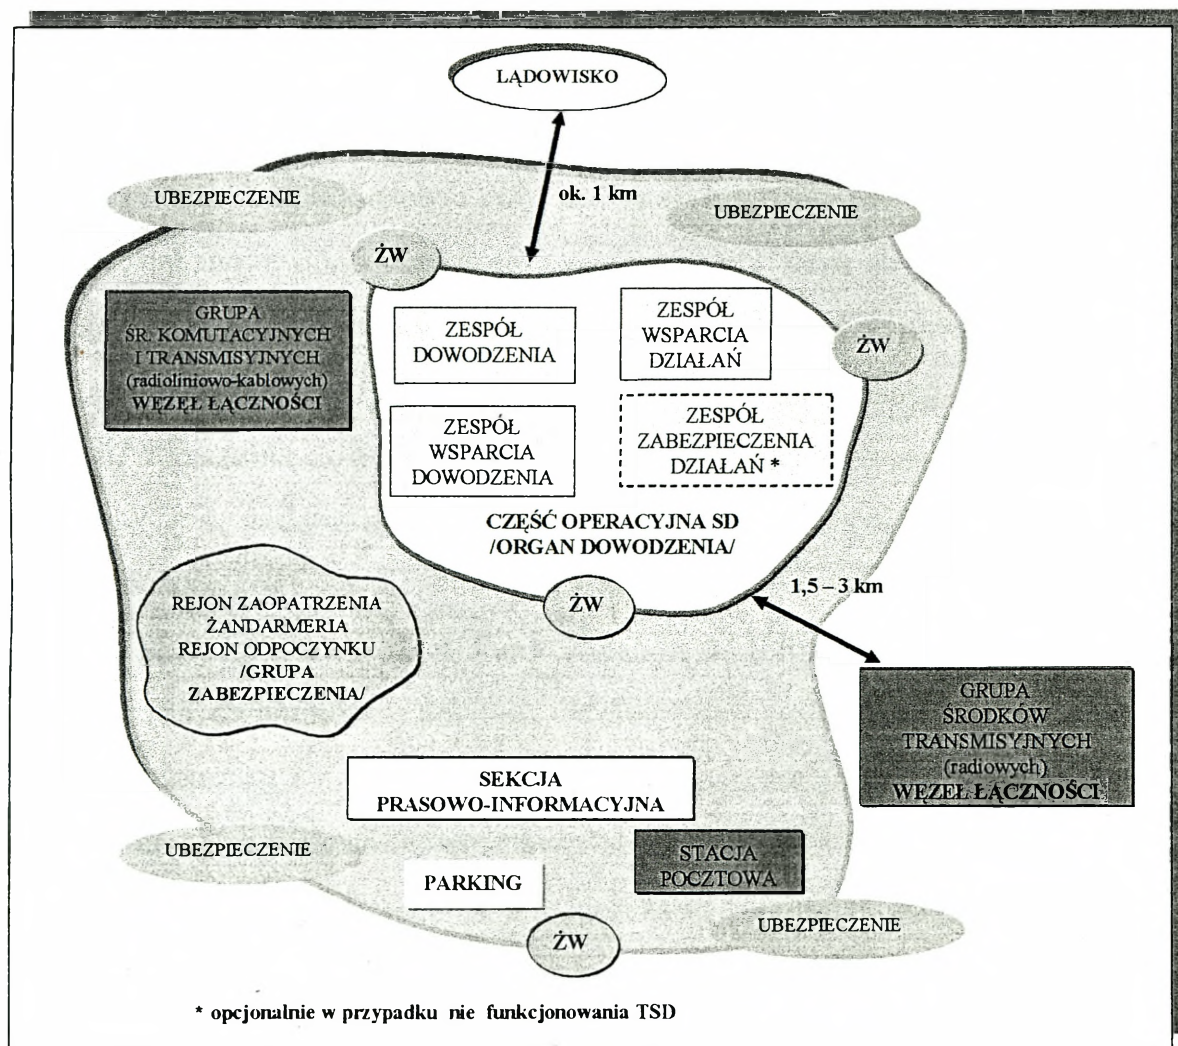 LĄDOWISKO
ok. 1 km
UBEZPIECZENIE
UBEZPIECZENIE
ŻW
GRUPA
ŚR. KOMUTACYJNYCH
I TRANSMISYJNYCH
(radioliniowo-kablowych)
WĘZEŁ ŁĄCZNOŚCI
ZESPÓŁ
DOWODZENIA
ZESPÓŁ
WSPARCIA
DZIAŁAŃ
ŻW
ZESPÓŁ
WSPARCIA
DOWODZENIA
ZESPÓŁ
ZABEZPIECZENIA
DZIAŁAŃ *
CZĘŚĆ OPERACYJNA SD
/ORGAN DOWODZENIA/
ŻW
1,5 – 3 km
REJON ZAOPATRZENIA
ŻANDARMERIA
REJON ODPOCZYNKU
/GRUPA
ZABEZPIECZENIA/
GRUPA
ŚRODKÓW
TRANSMISYJNYCH
(radiowych)
WĘZEŁ ŁĄCZNOŚCI
SEKCJA
PRASOWO-INFORMACYJNA
UBEZPIECZENIE
STACJA
POCZTOWA
PARKING
UBEZPIECZENIE
ŻW
* opcjonalnie w przypadku nie funkcjonowania TSD